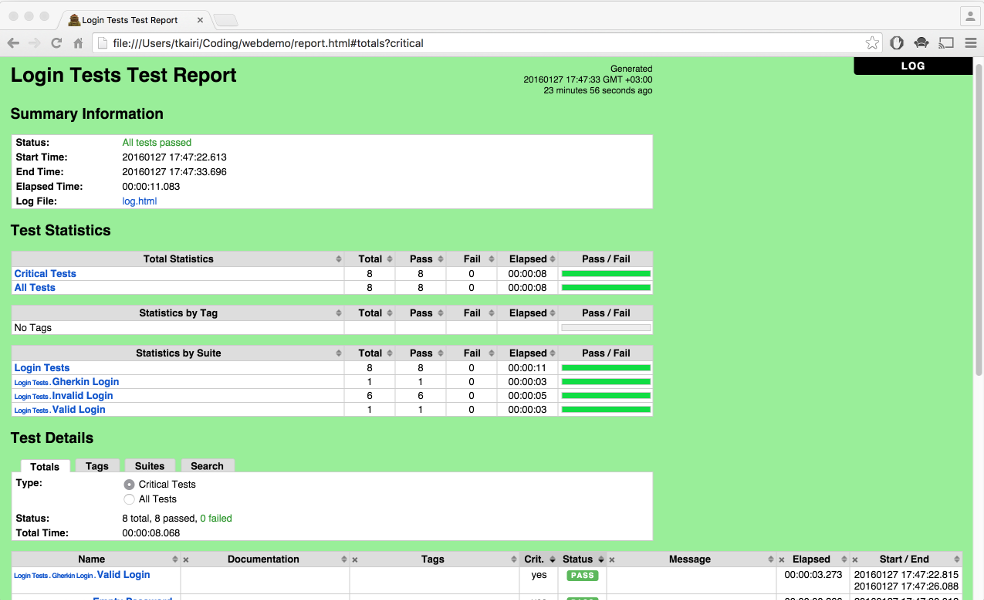 Login Tests Test Report
file:///Users/tkairi/Coding/webdemo/report.html#totals?critical
LOG
Login Tests Test Report
Generated
20160127 17:47:33 GMT +03:00
23 minutes 56 seconds ago
Summary Information
Status: All tests passed
Start Time: 20160127 17:47:22.613
End Time: 20160127 17:47:33.696
Elapsed Time: 00:00:11.083
Log File: log.html
Test Statistics
Total Statistics Total Pass Fail Elapsed Pass / Fail
Critical Tests 8 8 0 00:00:08
All Tests 8 8 0 00:00:08
Statistics by Tag Total Pass Fail Elapsed Pass / Fail
No Tags
Statistics by Suite Total Pass Fail Elapsed Pass / Fail
Login Tests 8 8 0 00:00:11
Login Tests . Gherkin Login 1 1 0 00:00:03
Login Tests . Invalid Login 6 6 0 00:00:05
Login Tests . Valid Login 1 1 0 00:00:03
Test Details
Totals Tags Suites Search
Type: Critical Tests
All Tests
Status: 8 total, 8 passed, 0 failed
Total Time: 00:00:08.068
Name Documentation Tags Crit. Status Message Elapsed Start / End
Login Tests . Gherkin Login . Valid Login yes PASS 00:00:03.273 20160127 17:47:22.815
20160127 17:47:26.088